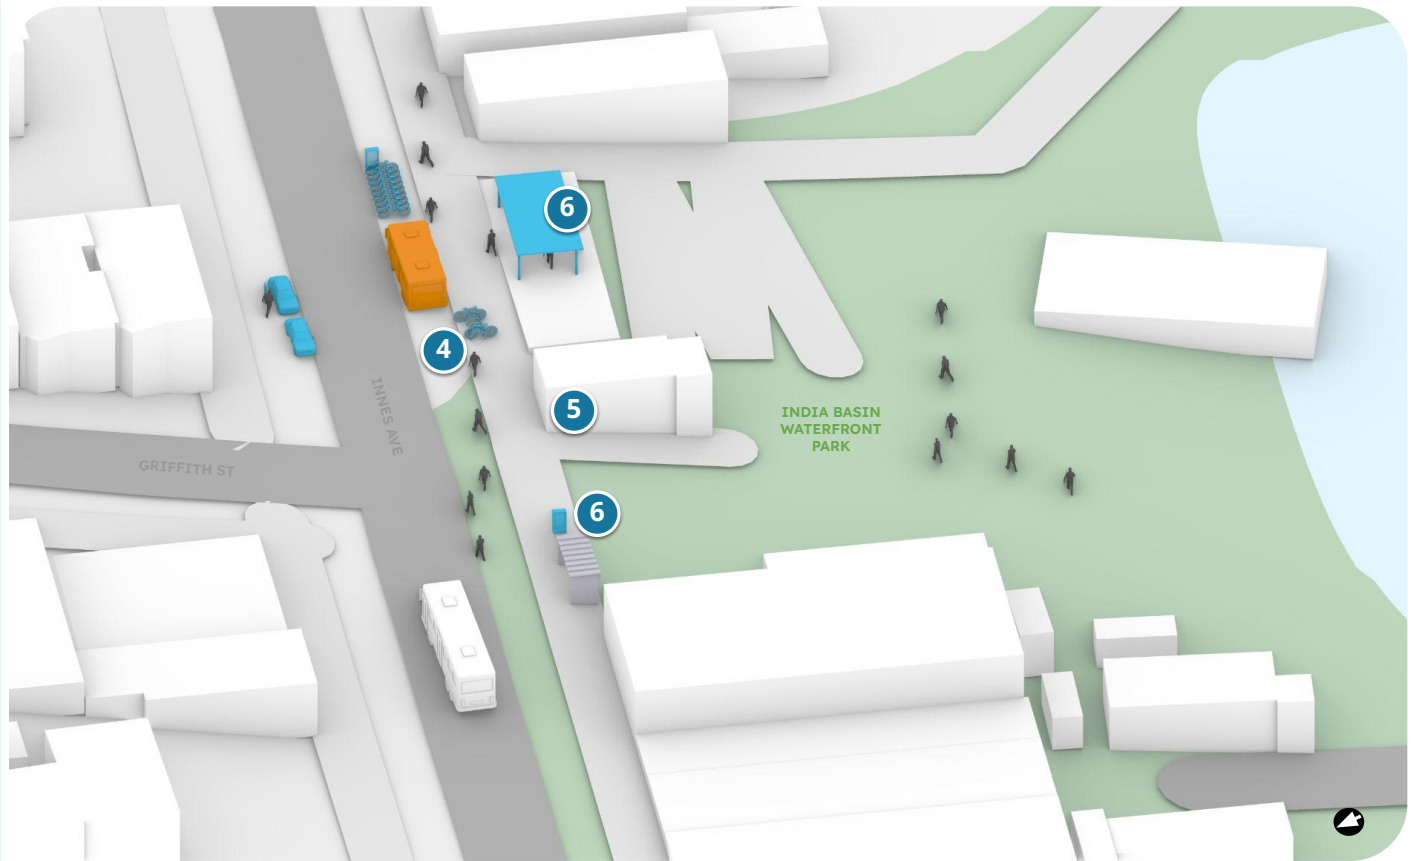 6
4
INNES AVE
5
INDIA BASIN
WATERFRONT
PARK
GRIFFITH ST
6